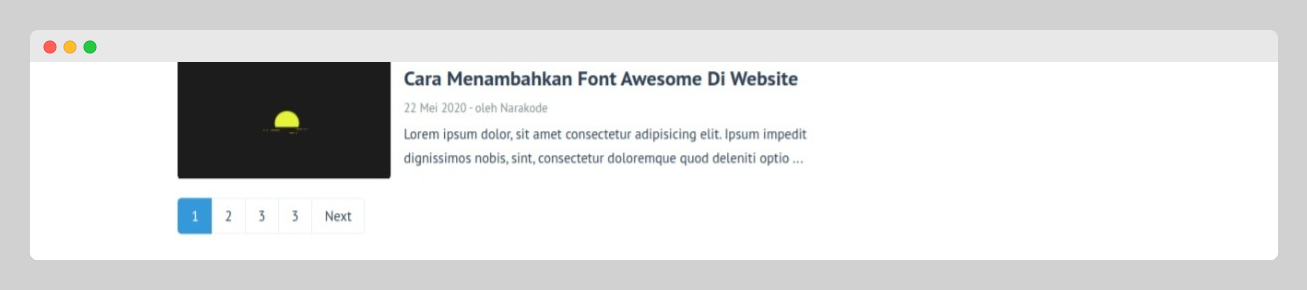 Cara Menambahkan Font Awesome Di Website
22 Mei 2020 - oleh Narakode
Lorem ipsum dolor, sit amet consectetur adipisicing elit. Ipsum impedit
dignissimos nobis, sint, consectetur doloremque quod deleniti optio ...
1 2 3 3 Next